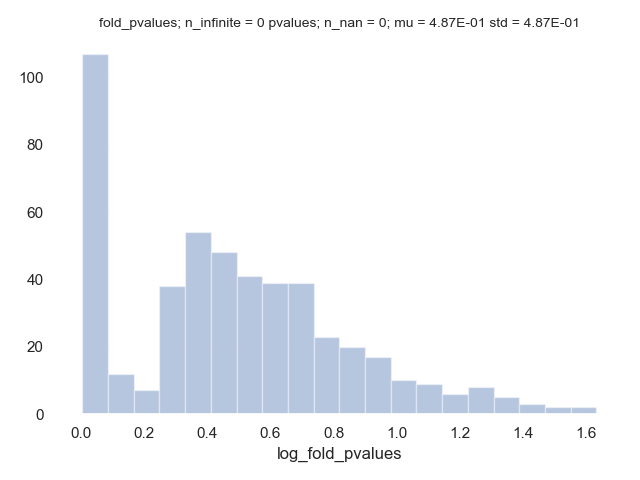 fold_pvalues; n_infinite = 0 pvalues; n_nan = 0; mu = 4.87E-01 std = 4.87E-01
100
80
60
40
20
0
0.0 0.2 0.4 0.6 0.8 1.0 1.2 1.4 1.6
log_fold_pvalues